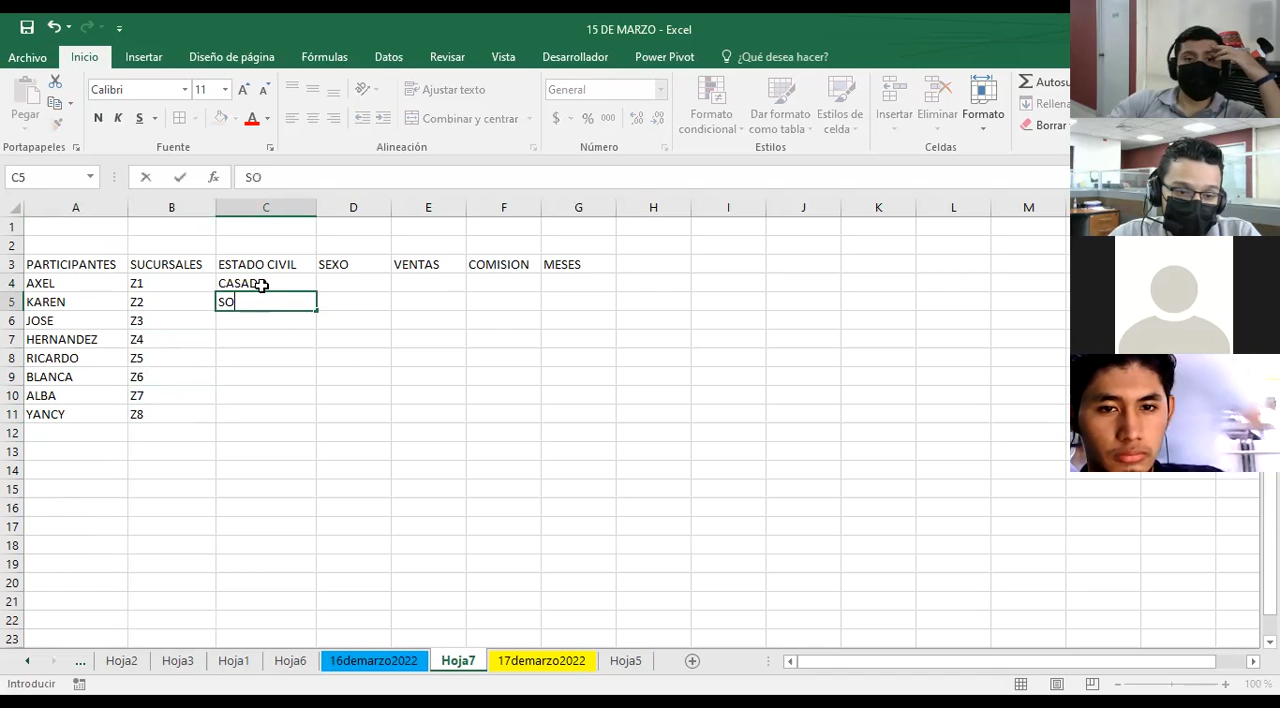 15 DE MARZO - Excel
Archivo Inicio Insertar Diseño de página Fórmulas Datos Revisar Vista Desarrollador Power Pivot ¿Qué desea hacer?
Pegar
Portapapeles
Calibri 11
N K S
Fuente
Ajustar texto
Combinar y centrar
Alineación
General
$ % 000
Número
Formato condicional
Dar formato como tabla
Estilos de celda
Estilos
Insertar Eliminar Formato
Celdas
Autosu
Rellena
Borrar
C5 fx SO
A B C D E F G H I J K L M
1
2
3 PARTICIPANTES SUCURSALES ESTADO CIVIL SEXO VENTAS COMISION MESES
4 AXEL Z1 CASAD
5 KAREN Z2 SO
6 JOSE Z3
7 HERNANDEZ Z4
8 RICARDO Z5
9 BLANCA Z6
10 ALBA Z7
11 YANCY Z8
12
13
14
15
16
17
18
19
20
21
22
23
... Hoja2 Hoja3 Hoja1 Hoja6 16demarzo2022 Hoja7 17demarzo2022 Hoja5
Introducir 100 %